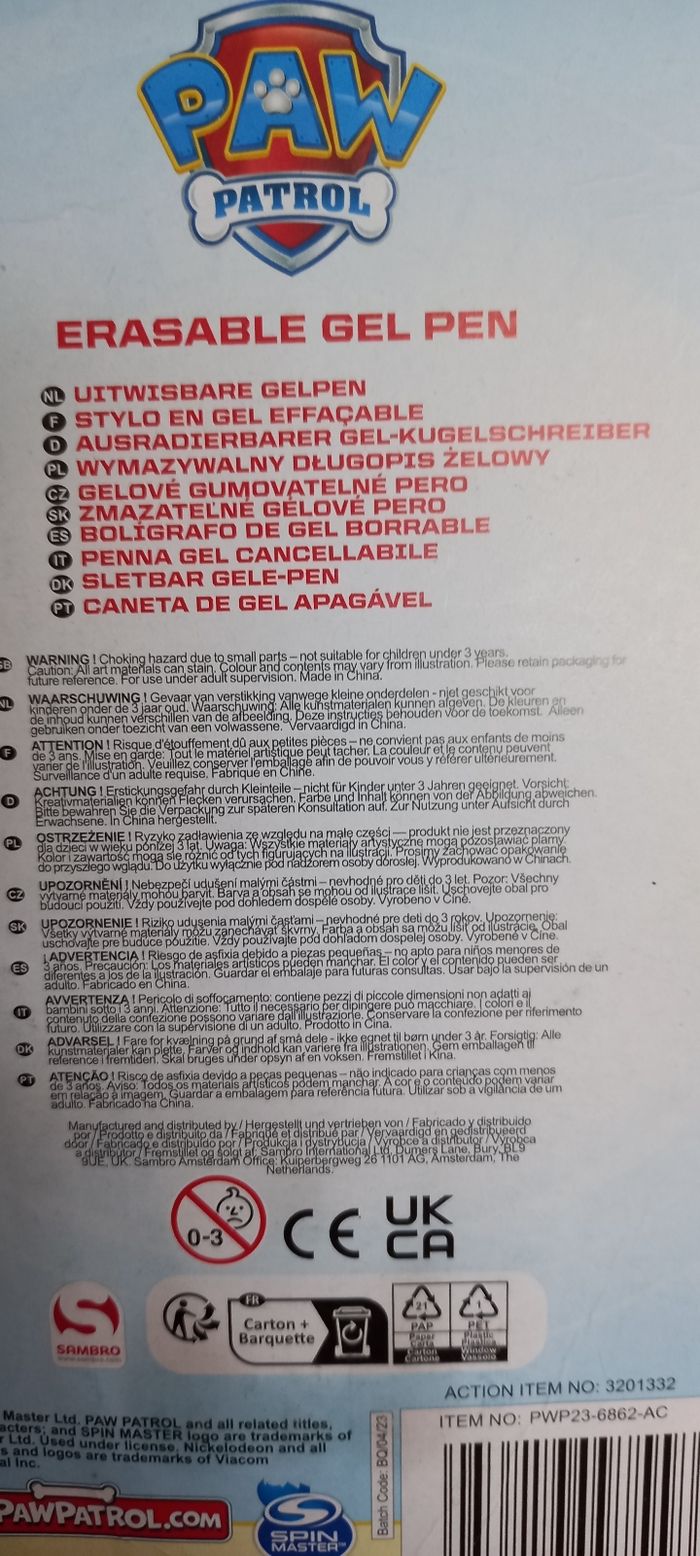 PAW
PATROL
ERASABLE GEL PEN
NL UITWISBARE GELPEN
F STYLO EN GEL EFFAÇABLE
D AUSRADIERBARER GEL-KUGELSCHREIBER
PL WYMAZYWALNY DŁUGOPIS ŻELOWY
CZ GELOVÉ GUMOVATELNÉ PERO
SK ZMAZATEĽNÉ GÉLOVÉ PERO
ES BOLÍGRAFO DE GEL BORRABLE
IT PENNA GEL CANCELLABILE
DK SLETBAR GELE-PEN
PT CANETA DE GEL APAGÁVEL
GB WARNING ! Choking hazard due to small parts – not suitable for children under 3 years.
Caution: All art materials can stain. Colour and contents may vary from illustration. Please retain packaging for
future reference. For use under adult supervision. Made in China.
NL WAARSCHUWING ! Gevaar van verstikking vanwege kleine onderdelen - niet geschikt voor
kinderen onder de 3 jaar oud. Waarschuwing: Alle kunstmaterialen kunnen afgeven. De kleuren en
de inhoud kunnen verschillen van de afbeelding. Deze instructies behouden voor de toekomst. Alleen
gebruiken onder toezicht van een volwassene. Vervaardigd in China.
F ATTENTION ! Risque d'étouffement dû aux petites pièces – ne convient pas aux enfants de moins
de 3 ans. Mise en garde: Tout le matériel artistique peut tacher. La couleur et le contenu peuvent
varier de l'illustration. Veuillez conserver l'emballage afin de pouvoir vous y référer ultérieurement.
Surveillance d'un adulte requise. Fabriqué en Chine.
D ACHTUNG ! Erstickungsgefahr durch Kleinteile – nicht für Kinder unter 3 Jahren geeignet. Vorsicht:
Kreativmaterialien können Flecken verursachen. Farbe und Inhalt können von der Abbildung abweichen.
Bitte bewahren Sie die Verpackung zur späteren Konsultation auf. Zur Nutzung unter Aufsicht durch
Erwachsene. In China hergestellt.
PL OSTRZEŻENIE ! Ryzyko zadławienia ze względu na małe części — produkt nie jest przeznaczony
dla dzieci w wieku poniżej 3 lat. Uwaga: Wszystkie materiały artystyczne mogą pozostawiać plamy.
Kolor i zawartość mogą się różnić od tych figurujących na ilustracji. Prosimy zachować opakowanie
do przyszłego wglądu. Do użytku wyłącznie pod nadzorem osoby dorosłej. Wyprodukowano w Chinach.
CZ UPOZORNĚNÍ ! Nebezpečí udušení malými částmi – nevhodné pro děti do 3 let. Pozor: Všechny
výtvarné materiály mohou barvit. Barva a obsah se mohou od ilustrace lišit. Uschovejte obal pro
budoucí použití. Vždy používejte pod dohledem dospělé osoby. Vyrobeno v Číně.
SK UPOZORNENIE ! Riziko udusenia malými časťami – nevhodné pre deti do 3 rokov. Upozornenie:
Všetky výtvarné materiály môžu zanechávať škvrny. Farba a obsah sa môžu líšiť od ilustrácie. Obal
uschovajte pre budúce použitie. Vždy používajte pod dohľadom dospelej osoby. Vyrobené v Číne.
ES ¡ ADVERTENCIA ! Riesgo de asfixia debido a piezas pequeñas – no apto para niños menores de
3 años. Precaución: Los materiales artísticos pueden manchar. El color y el contenido pueden ser
diferentes a los de la ilustración. Guardar el embalaje para futuras consultas. Usar bajo la supervisión de un
adulto. Fabricado en China.
IT AVVERTENZA ! Pericolo di soffocamento: contiene pezzi di piccole dimensioni non adatti ai
bambini sotto i 3 anni. Attenzione: Tutto il necessario per dipingere può macchiare. I colori e il
contenuto della confezione possono variare dall'illustrazione. Conservare la confezione per riferimento
futuro. Utilizzare con la supervisione di un adulto. Prodotto in Cina.
DK ADVARSEL ! Fare for kvælning på grund af små dele - ikke egnet til børn under 3 år. Forsigtig: Alle
kunstmaterialer kan plette. Farver og indhold kan variere fra illustrationen. Gem emballagen til
reference i fremtiden. Skal bruges under opsyn af en voksen. Fremstillet i Kina.
PT ATENÇÃO ! Risco de asfixia devido a peças pequenas – não indicado para crianças com menos
de 3 anos. Aviso: Todos os materiais artísticos podem manchar. A cor e o conteúdo podem variar
em relação à imagem. Guardar a embalagem para referência futura. Utilizar sob a vigilância de um
adulto. Fabricado na China.
Manufactured and distributed by / Hergestellt und vertrieben von / Fabricado y distribuido
por / Prodotto e distribuito da / Fabriqué et distribué par / Vervaardigd en gedistribueerd
door / Fabricado e distribuído por / Produkcja i dystrybucja / Výrobce a distributor / Výrobca
a distribútor / Fremstillet og solgt af: Sambro International Ltd. Dumers Lane, Bury, BL9
9UE, UK. Sambro Amsterdam Office: Kuiperbergweg 26 1101 AG, Amsterdam, The
Netherlands.
0-3
CE
UK
CA
SAMBRO
www.sambro.com
FR
Carton +
Barquette
21
PAP
Paper
Carta
Carton
Cartone
1
PET
Plastic
Plastica
Window
Vassoio
ACTION ITEM NO: 3201332
ITEM NO: PWP23-6862-AC
Master Ltd. PAW PATROL and all related titles,
and SPIN MASTER logo are trademarks of
Ltd. Used under license. Nickelodeon and all
and logos are trademarks of Viacom
Inc.
Batch Code: BQ/04/23
PAWPATROL.COM
SPIN
MASTER